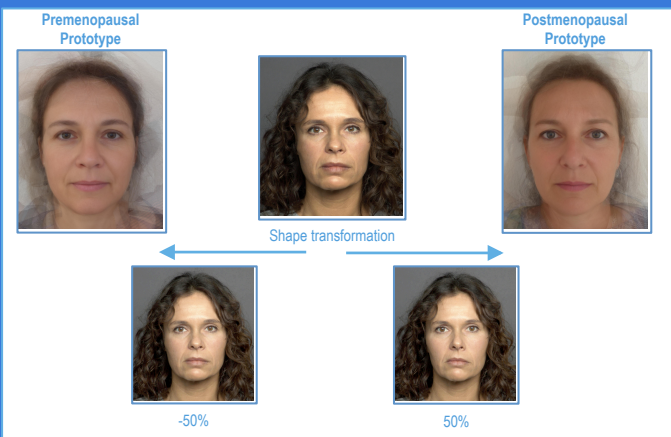 Premenopausal
Prototype
Postmenopausal
Prototype
Shape transformation
-50%
50%